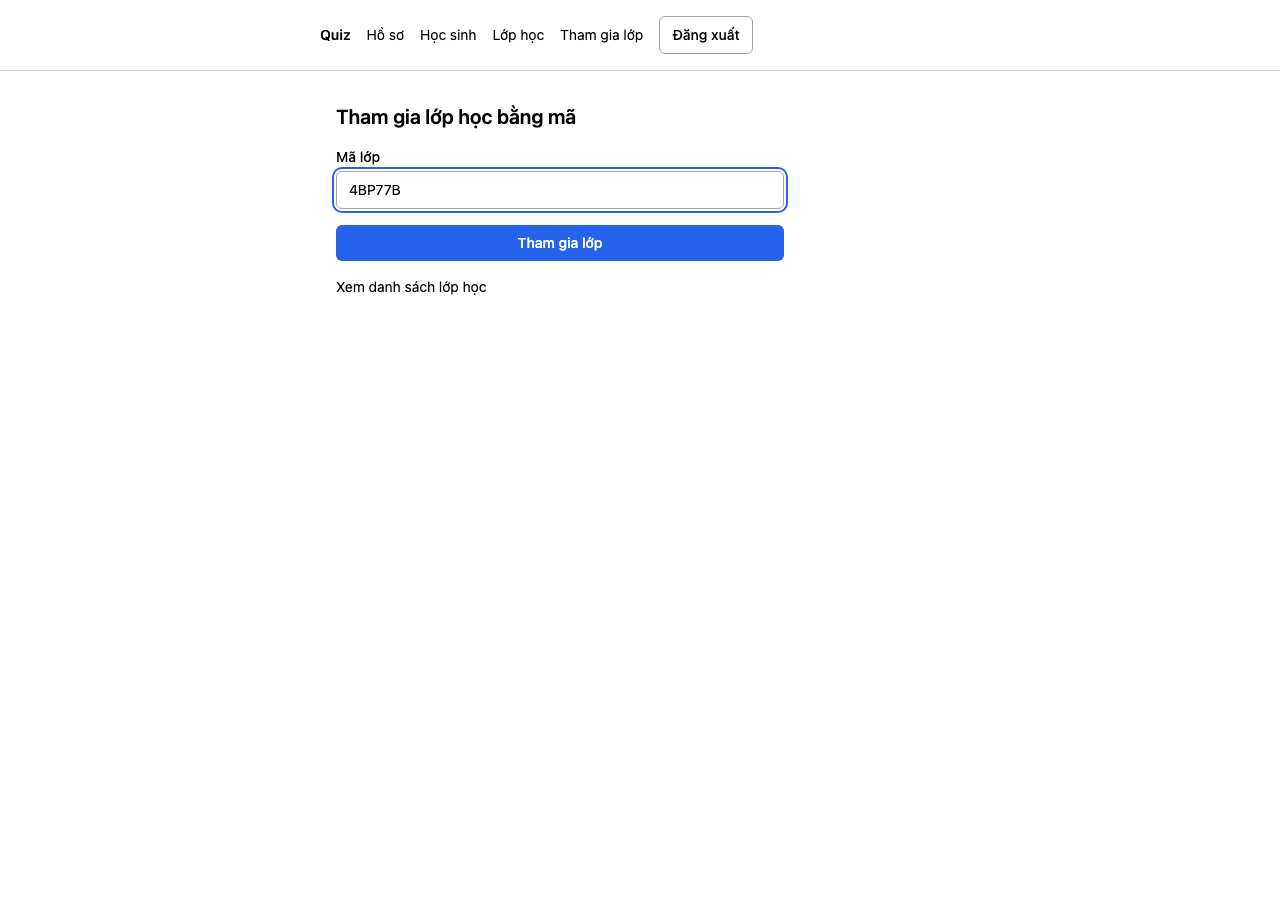 Quiz Hồ sơ Học sinh Lớp học Tham gia lớp Đăng xuất
Tham gia lớp học bằng mã
Mã lớp
4BP77B
Tham gia lớp
Xem danh sách lớp học